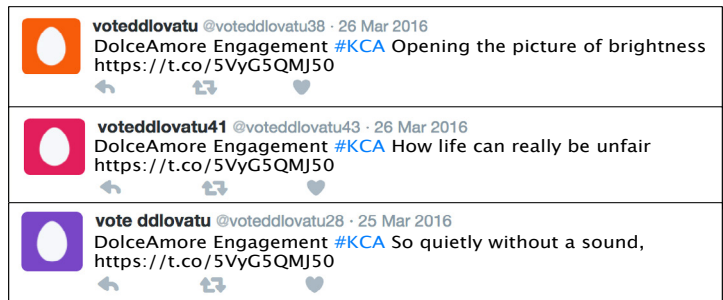 voteddlovatu @voteddlovatu38 · 26 Mar 2016
DolceAmore Engagement #KCA Opening the picture of brightness
https://t.co/5VyG5QMJ50
voteddlovatu41 @voteddlovatu43 · 26 Mar 2016
DolceAmore Engagement #KCA How life can really be unfair
https://t.co/5VyG5QMJ50
vote ddlovatu @voteddlovatu28 · 25 Mar 2016
DolceAmore Engagement #KCA So quietly without a sound,
https://t.co/5VyG5QMJ50